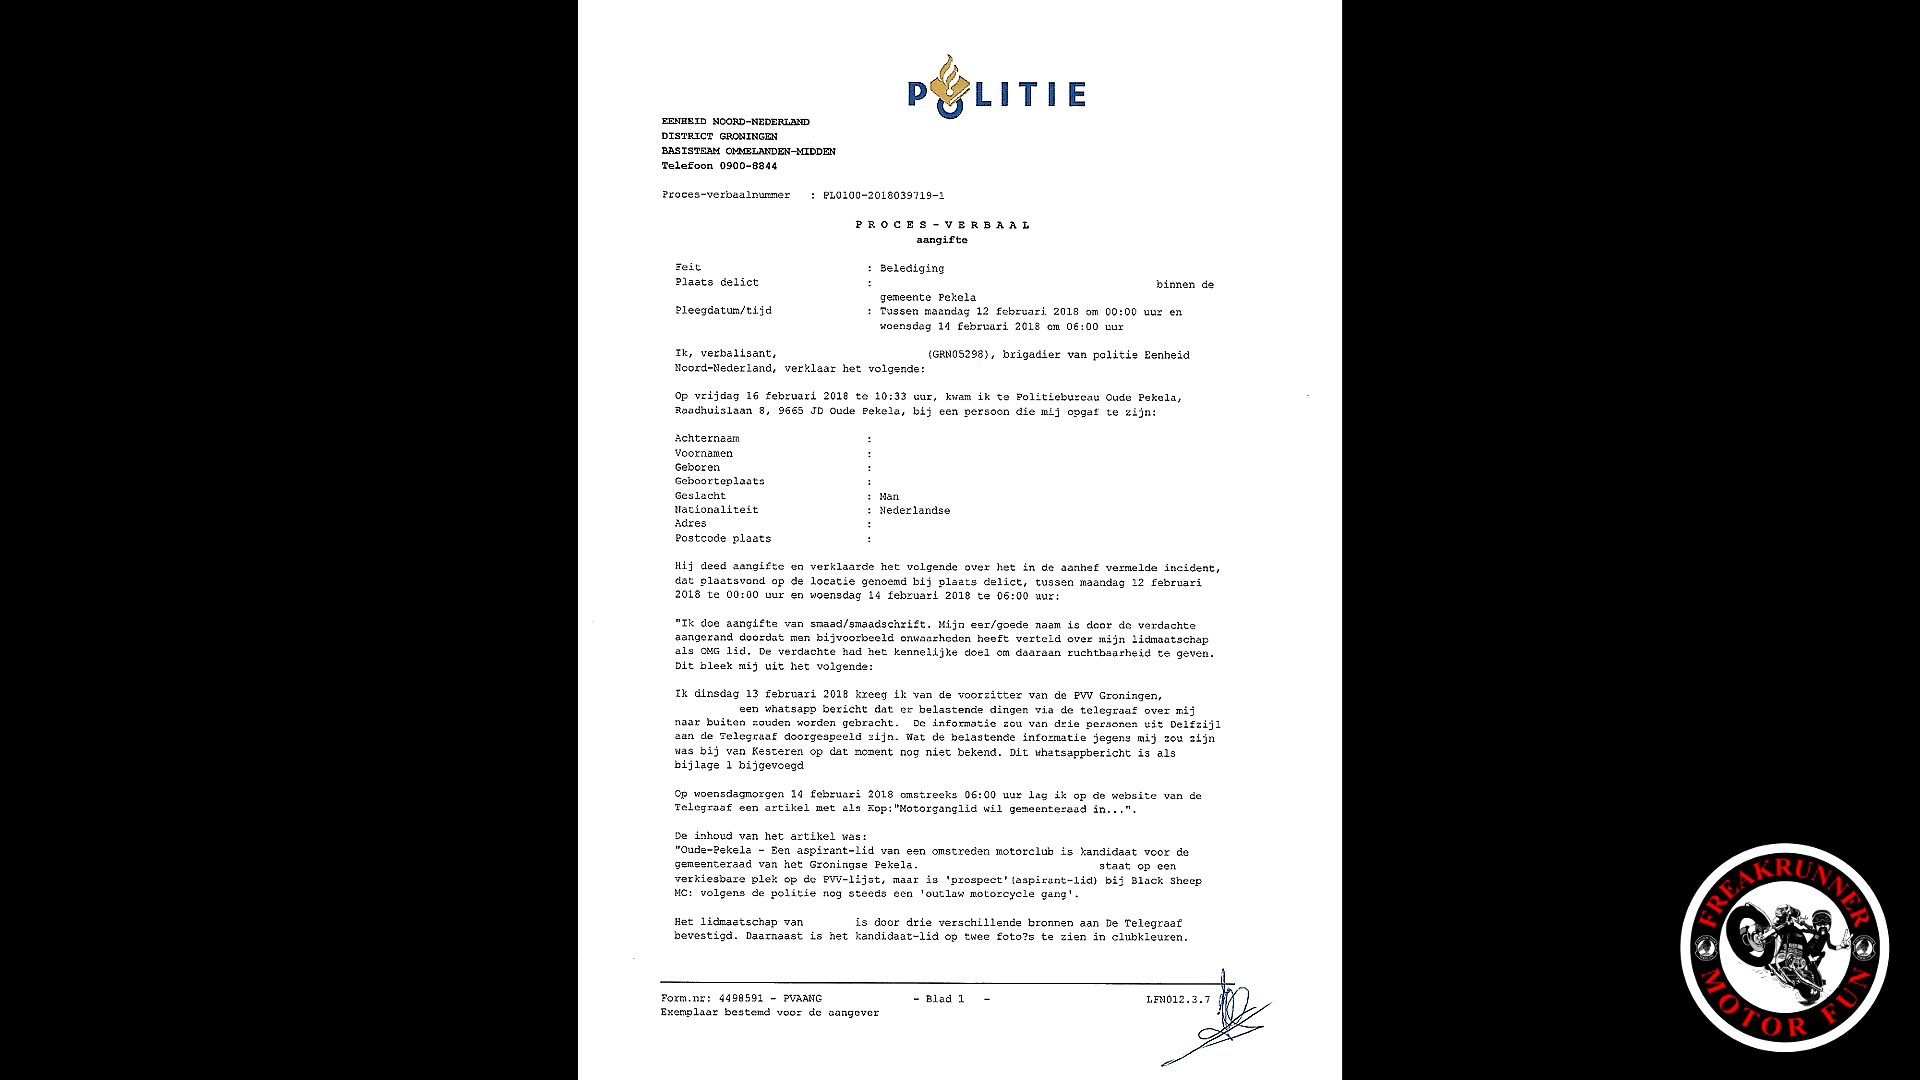 POLITIE
EENHEID NOORD-NEDERLAND
DISTRICT GRONINGEN
BASISTEAM OMMELANDEN-MIDDEN
Telefoon 0900-8844
Proces-verbaalnummer : PL0100-2018039719-1
PROCES-VERBAAL
aangifte
Feit : Belediging
Plaats delict : binnen de
gemeente Pekela
Pleegdatum/tijd : Tussen maandag 12 februari 2018 om 00:00 uur en
woensdag 14 februari 2018 om 06:00 uur
Ik, verbalisant, (GRN05298), brigadier van politie Eenheid
Noord-Nederland, verklaar het volgende:
Op vrijdag 16 februari 2018 te 10:33 uur, kwam ik te Politiebureau Oude Pekela,
Raadhuislaan 8, 9665 JD Oude Pekela, bij een persoon die mij opgaf te zijn:
Achternaam :
Voornamen :
Geboren :
Geboorteplaats :
Geslacht : Man
Nationaliteit : Nederlandse
Adres :
Postcode plaats :
Hij deed aangifte en verklaarde het volgende over het in de aanhef vermelde incident,
dat plaatsvond op de locatie genoemd bij plaats delict, tussen maandag 12 februari
2018 te 00:00 uur en woensdag 14 februari 2018 te 06:00 uur:
"Ik doe aangifte van smaad/smaadschrift. Mijn eer/goede naam is door de verdachte
aangerand doordat men bijvoorbeeld onwaarheden heeft verteld over mijn lidmaatschap
als OMG lid. De verdachte had het kennelijke doel om daaraan ruchtbaarheid te geven.
Dit bleek mij uit het volgende:
Ik dinsdag 13 februari 2018 kreeg ik van de voorzitter van de PVV Groningen,
een whatsapp bericht dat er belastende dingen via de telegraaf over mij
naar buiten zouden worden gebracht. De informatie zou van drie personen uit Delfzijl
aan de Telegraaf doorgespeeld zijn. Wat de belastende informatie jegens mij zou zijn
was bij van Kesteren op dat moment nog niet bekend. Dit whatsappbericht is als
bijlage 1 bijgevoegd
Op woensdagmorgen 14 februari 2018 omstreeks 06:00 uur lag ik op de website van de
Telegraaf een artikel met als Kop:"Motorganglid wil gemeenteraad in...".
De inhoud van het artikel was:
"Oude-Pekela - Een aspirant-lid van een omstreden motorclub is kandidaat voor de
gemeenteraad van het Groningse Pekela. staat op een
verkiesbare plek op de PVV-lijst, maar is 'prospect'(aspirant-lid) bij Black Sheep
MC: volgens de politie nog steeds een 'outlaw motorcycle gang'.
Het lidmaatschap van is door drie verschillende bronnen aan De Telegraaf
bevestigd. Daarnaast is het kandidaat-lid op twee foto?s te zien in clubkleuren.
Form.nr: 4498591 - PVAANG - Blad 1 - LFN012.3.7
Exemplaar bestemd voor de aangever
FREAKRUNNER
MOTOR FUN